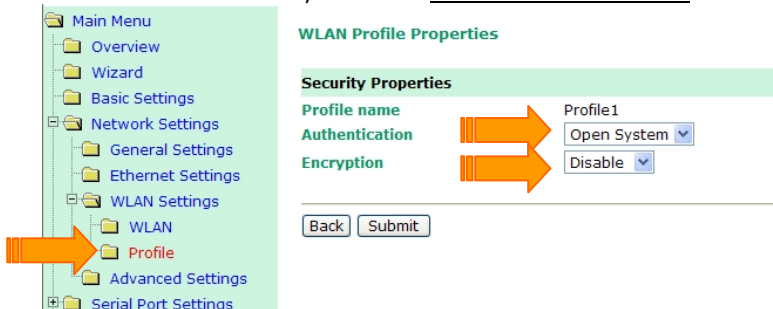 Main Menu
Overview
Wizard
Basic Settings
Network Settings
General Settings
Ethernet Settings
WLAN Settings
WLAN
Profile
Advanced Settings
Serial Port Settings
WLAN Profile Properties
Security Properties
Profile name Profile1
Authentication Open System
Encryption Disable
Back Submit